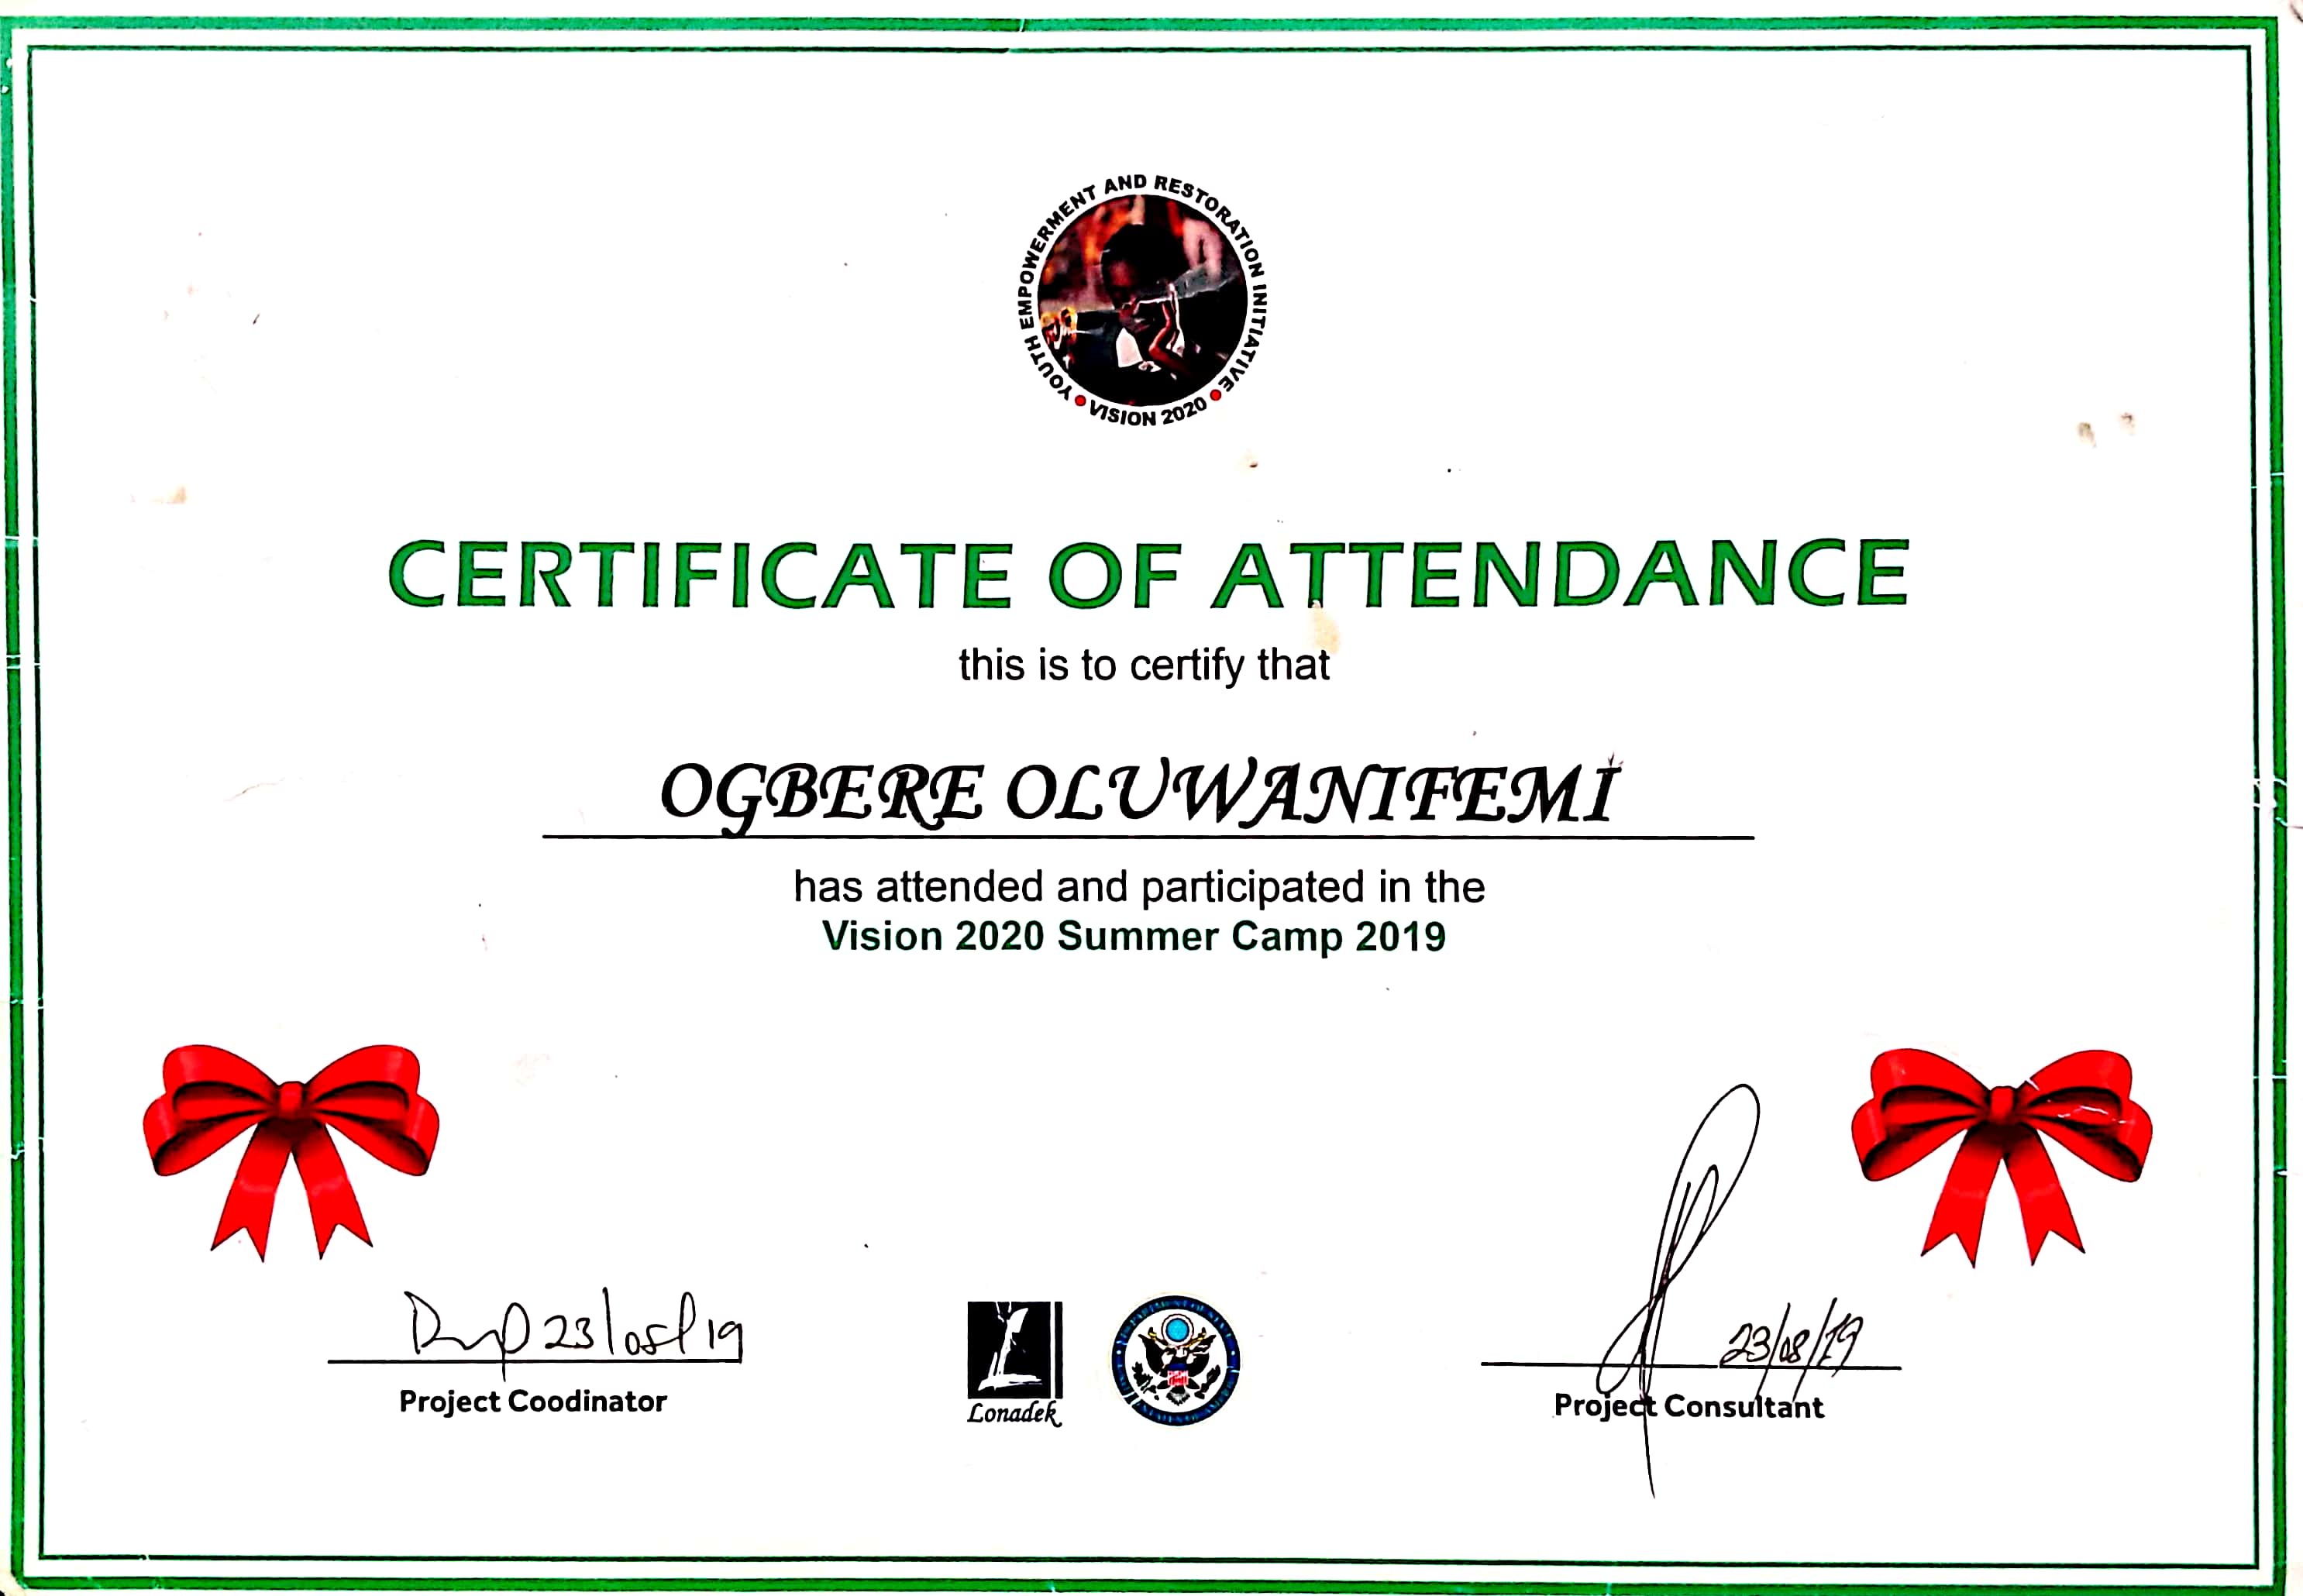 YOUTH EMPOWERMENT AND RESTORATION INITIATIVE
VISION 2020
CERTIFICATE OF ATTENDANCE
this is to certify that
OGBERE OLUWANIFEMI
has attended and participated in the
Vision 2020 Summer Camp 2019
23/08/19
Project Coodinator
Lonadek
23/08/19
Project Consultant